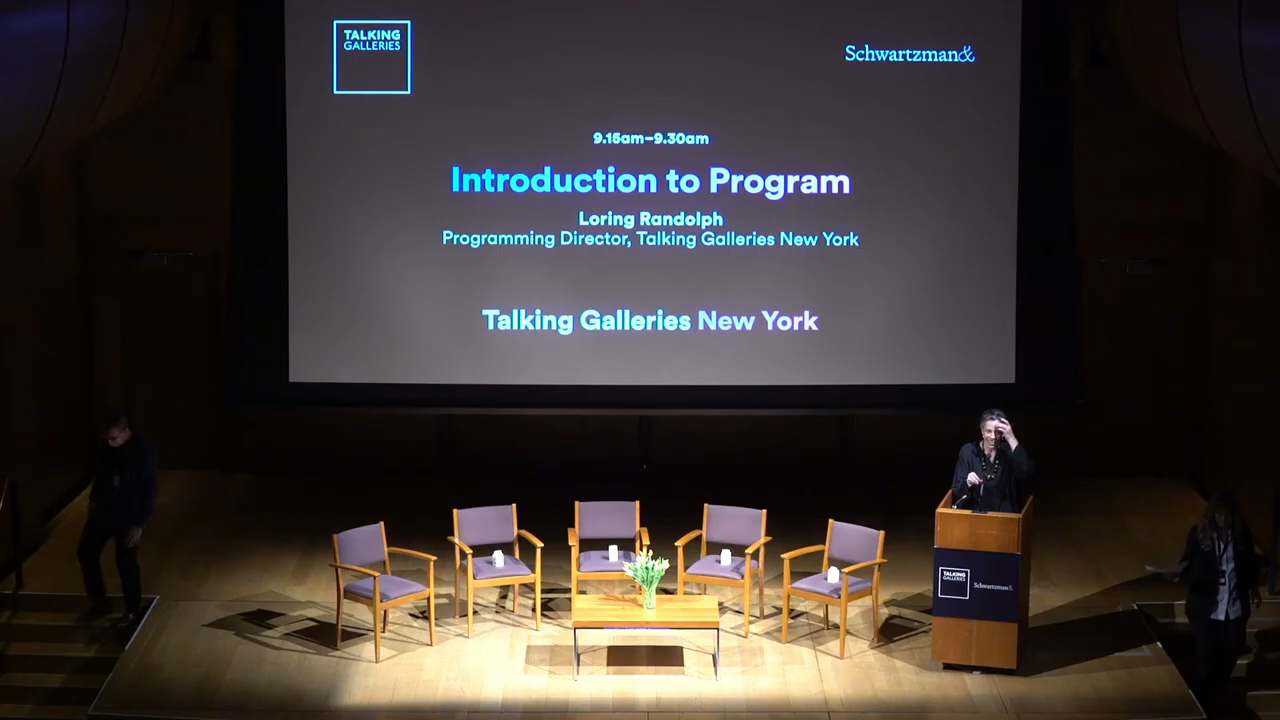 TALKING
GALLERIES
Schwartzman&
9.15am–9.30am
Introduction to Program
Loring Randolph
Programming Director, Talking Galleries New York
Talking Galleries New York
TALKING
GALLERIES
Schwartzman&